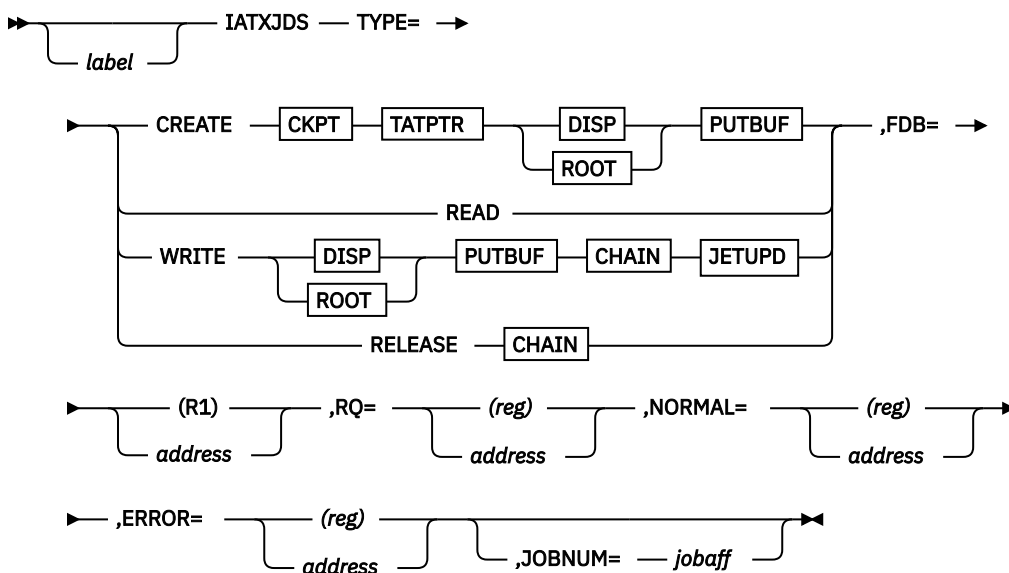 IATXJDS TYPE=
label
CREATE CKPT TATPTR DISP PUTBUF ,FDB=
ROOT
READ
WRITE DISP PUTBUF CHAIN JETUPD
ROOT
RELEASE CHAIN
(R1) ,RQ= (reg) ,NORMAL= (reg)
address address address
,ERROR= (reg)
address ,JOBNUM= jobaff